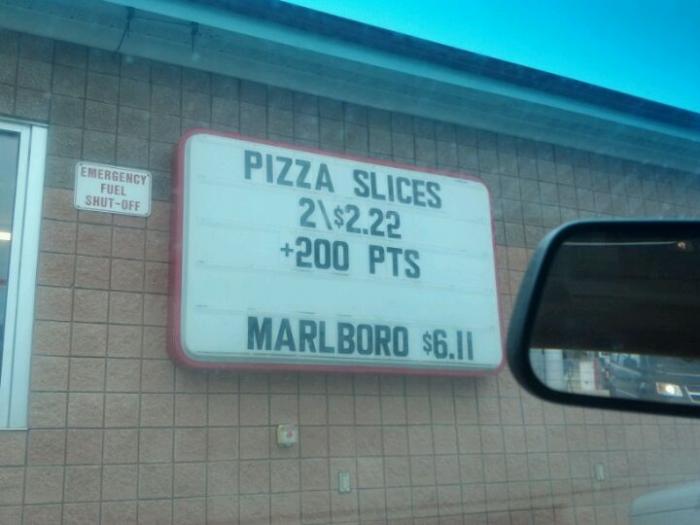 EMERGENCY
FUEL
SHUT-OFF
PIZZA SLICES
2\$2.22
+200 PTS
MARLBORO $6.11